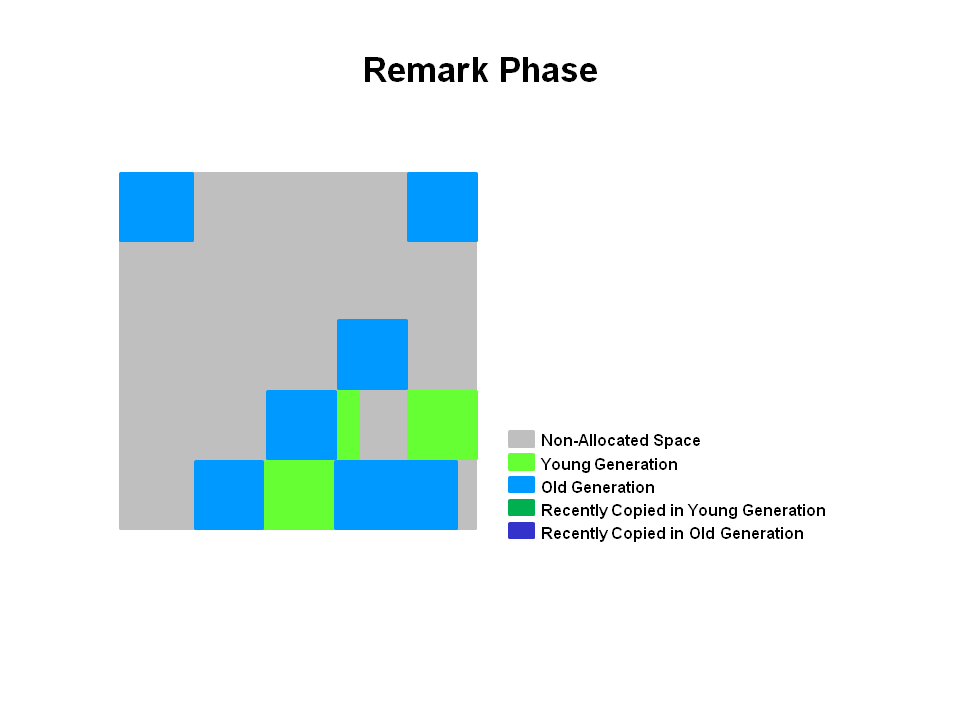 Remark Phase
Non-Allocated Space
Young Generation
Old Generation
Recently Copied in Young Generation
Recently Copied in Old Generation